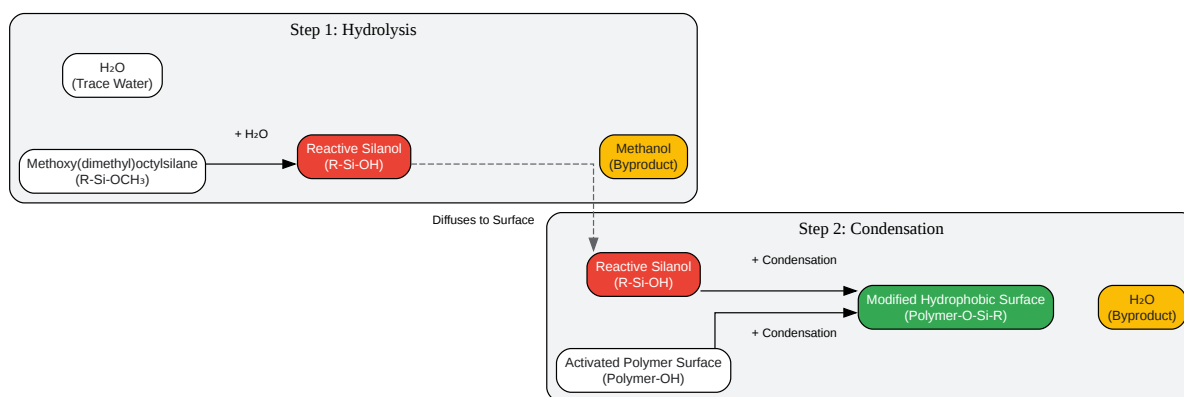 Step 1: Hydrolysis
H₂O
(Trace Water)
+ H₂O
Methoxy(dimethyl)octylsilane
(R-Si-OCH₃)
Reactive Silanol
(R-Si-OH)
Methanol
(Byproduct)
Diffuses to Surface
Step 2: Condensation
Reactive Silanol
(R-Si-OH)
+ Condensation
Modified Hydrophobic Surface
(Polymer-O-Si-R)
H₂O
(Byproduct)
+ Condensation
Activated Polymer Surface
(Polymer-OH)